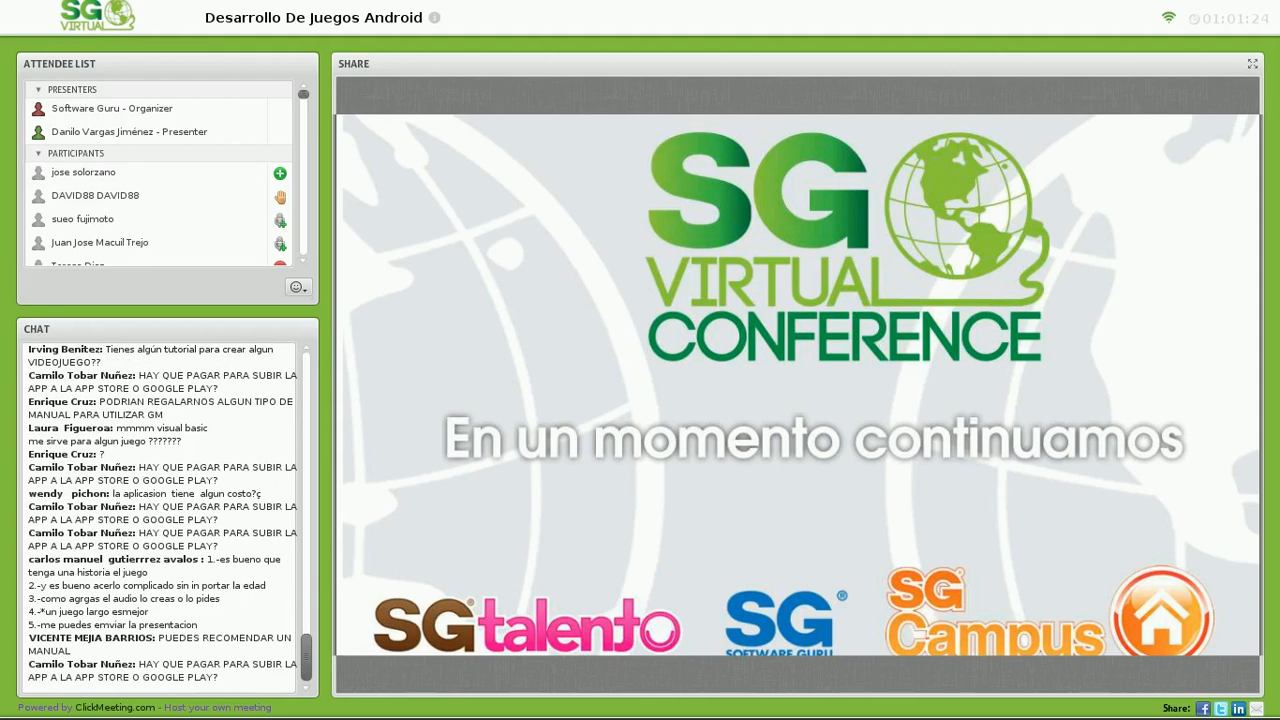 SG
VIRTUAL
Desarrollo De Juegos Android
01:01:24
ATTENDEE LIST
PRESENTERS
Software Guru - Organizer
Danilo Vargas Jiménez - Presenter
PARTICIPANTS
jose solorzano
DAVID88 DAVID88
sueo fujimoto
Juan Jose Macuil Trejo
CHAT
Irving Benitez: Tienes algún tutorial para crear algun
VIDEOJUEGO??
Camilo Tobar Nuñez: HAY QUE PAGAR PARA SUBIR LA
APP A LA APP STORE O GOOGLE PLAY?
Enrique Cruz: PODRIAN REGALARNOS ALGUN TIPO DE
MANUAL PARA UTILIZAR GM
Laura Figueroa: mmmm visual basic
me sirve para algun juego ???????
Enrique Cruz: ?
Camilo Tobar Nuñez: HAY QUE PAGAR PARA SUBIR LA
APP A LA APP STORE O GOOGLE PLAY?
wendy pichon: la aplicasion tiene algun costo?ç
Camilo Tobar Nuñez: HAY QUE PAGAR PARA SUBIR LA
APP A LA APP STORE O GOOGLE PLAY?
Camilo Tobar Nuñez: HAY QUE PAGAR PARA SUBIR LA
APP A LA APP STORE O GOOGLE PLAY?
carlos manuel gutierrrez avalos : 1.-es bueno que
tenga una historia el juego
2.-y es bueno acerlo complicado sin in portar la edad
3.-como agrgas el audio lo creas o lo pides
4.-*un juego largo esmejor
5.-me puedes emviar la presentacion
VICENTE MEJIA BARRIOS: PUEDES RECOMENDAR UN
MANUAL
Camilo Tobar Nuñez: HAY QUE PAGAR PARA SUBIR LA
APP A LA APP STORE O GOOGLE PLAY?
SHARE
SG
VIRTUAL
CONFERENCE
En un momento continuamos
SG talento
SG®
SOFTWARE GURU
SG
Campus
Powered by ClickMeeting.com - Host your own meeting
Share: